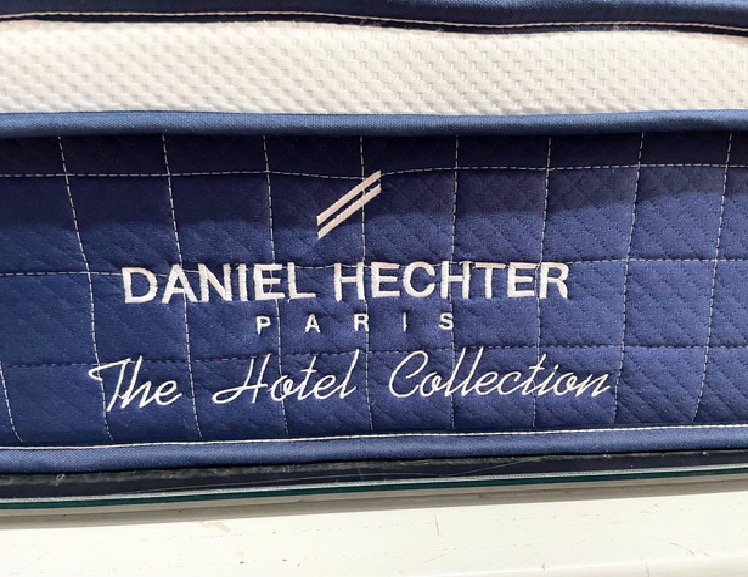 DANIEL HECHTER
PARIS
The Hotel Collection